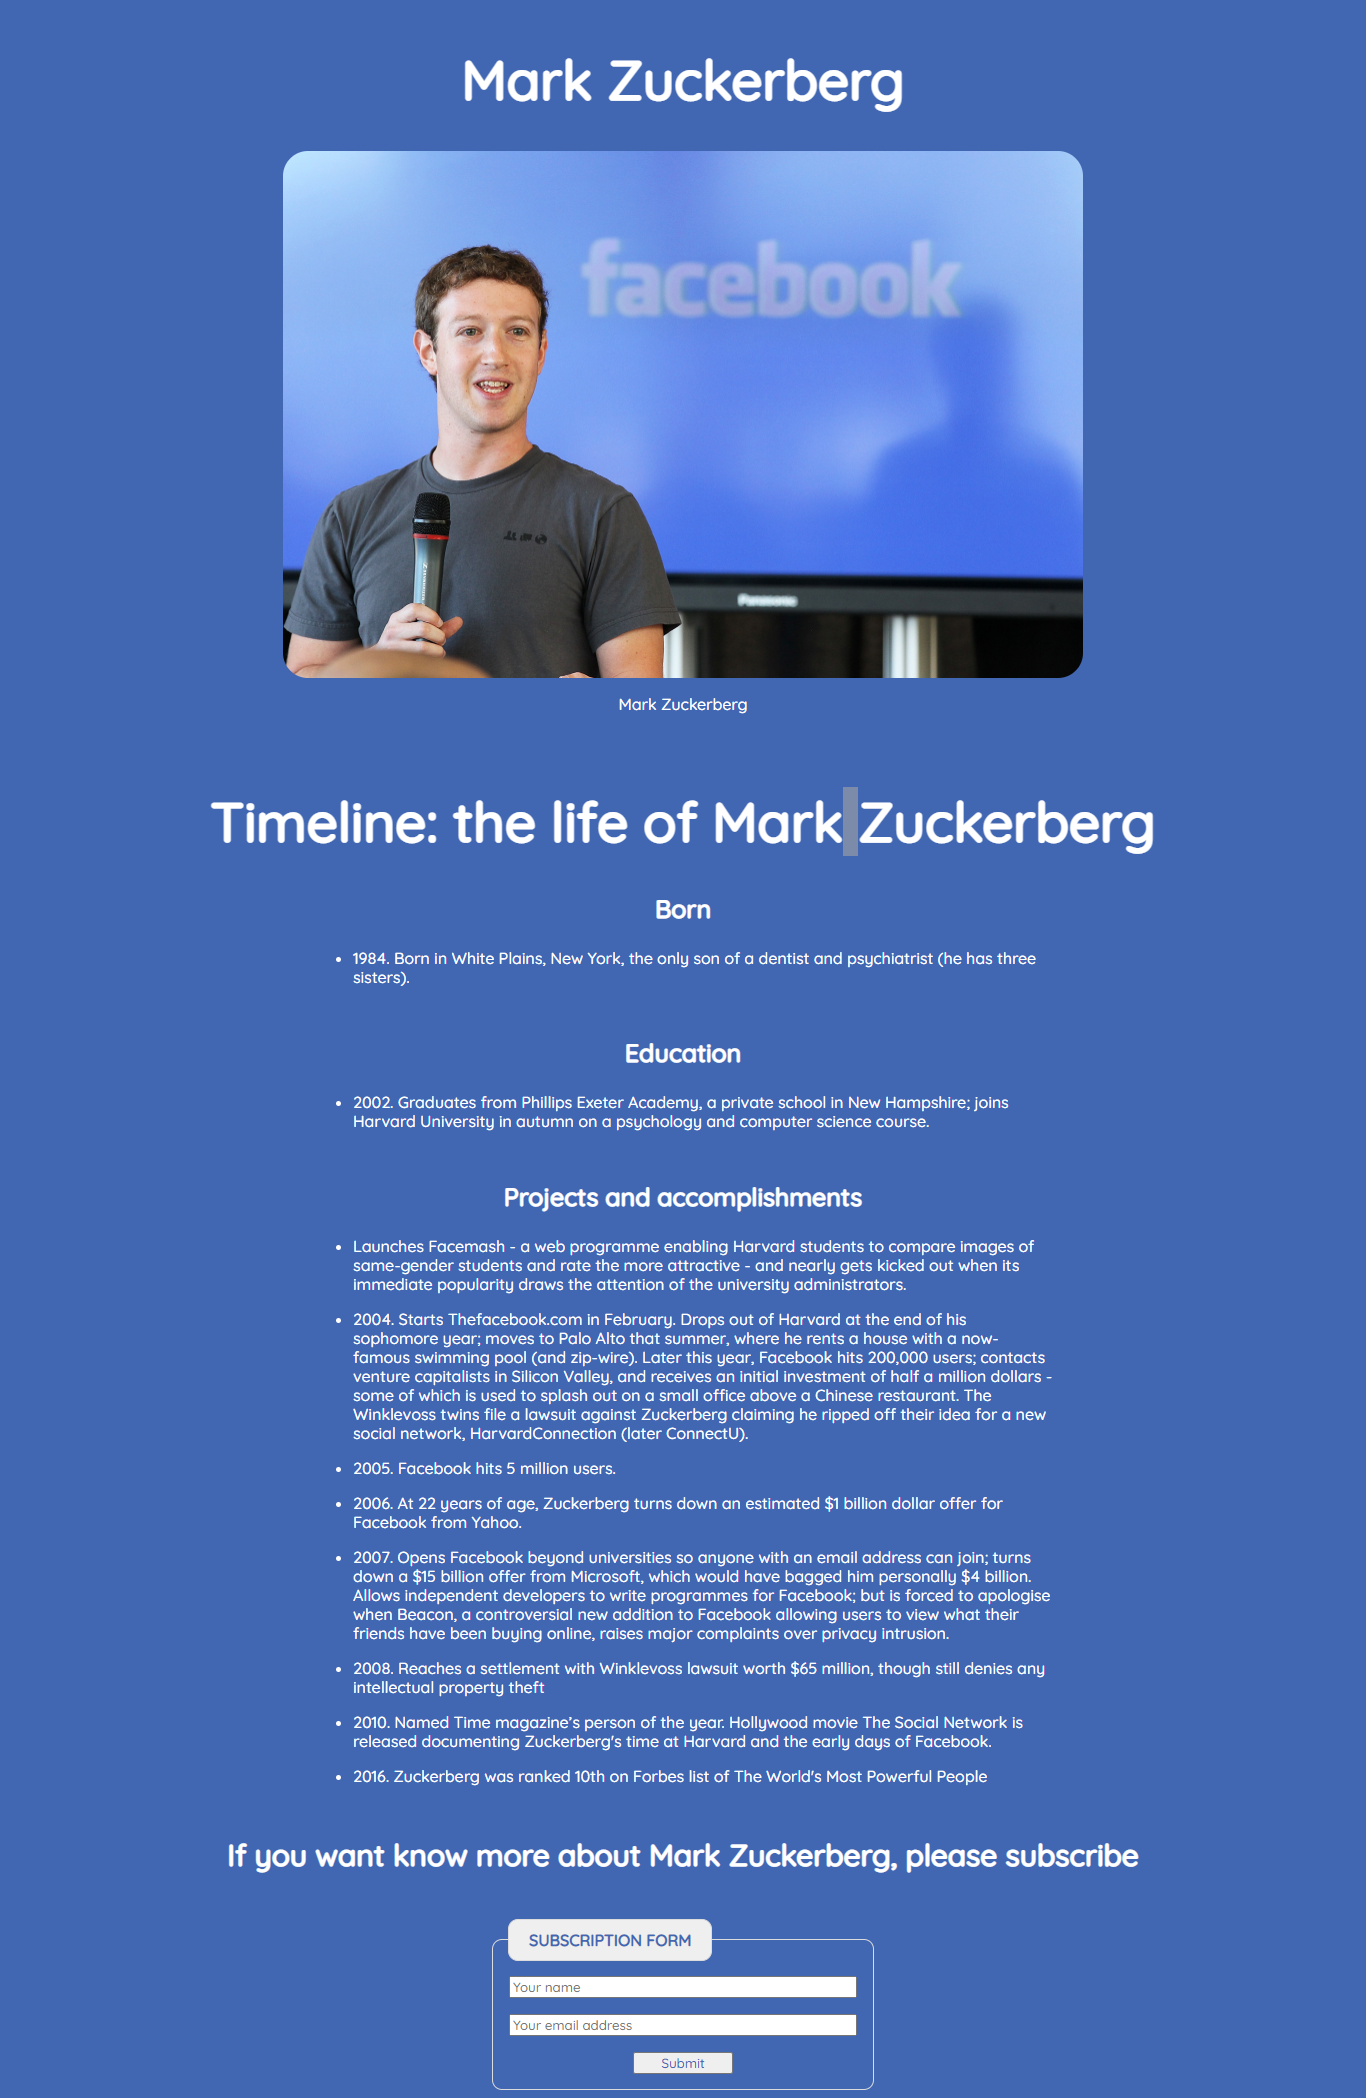 Mark Zuckerberg
facebook
Panasonic
Mark Zuckerberg
Timeline: the life of Mark Zuckerberg
Born
• 1984. Born in White Plains, New York, the only son of a dentist and psychiatrist (he has three
sisters).
Education
• 2002. Graduates from Phillips Exeter Academy, a private school in New Hampshire; joins
Harvard University in autumn on a psychology and computer science course.
Projects and accomplishments
• Launches Facemash - a web programme enabling Harvard students to compare images of
same-gender students and rate the more attractive - and nearly gets kicked out when its
immediate popularity draws the attention of the university administrators.
• 2004. Starts Thefacebook.com in February. Drops out of Harvard at the end of his
sophomore year; moves to Palo Alto that summer, where he rents a house with a now-
famous swimming pool (and zip-wire). Later this year, Facebook hits 200,000 users; contacts
venture capitalists in Silicon Valley, and receives an initial investment of half a million dollars -
some of which is used to splash out on a small office above a Chinese restaurant. The
Winklevoss twins file a lawsuit against Zuckerberg claiming he ripped off their idea for a new
social network, HarvardConnection (later ConnectU).
• 2005. Facebook hits 5 million users.
• 2006. At 22 years of age, Zuckerberg turns down an estimated $1 billion dollar offer for
Facebook from Yahoo.
• 2007. Opens Facebook beyond universities so anyone with an email address can join; turns
down a $15 billion offer from Microsoft, which would have bagged him personally $4 billion.
Allows independent developers to write programmes for Facebook; but is forced to apologise
when Beacon, a controversial new addition to Facebook allowing users to view what their
friends have been buying online, raises major complaints over privacy intrusion.
• 2008. Reaches a settlement with Winklevoss lawsuit worth $65 million, though still denies any
intellectual property theft
• 2010. Named Time magazine’s person of the year. Hollywood movie The Social Network is
released documenting Zuckerberg's time at Harvard and the early days of Facebook.
• 2016. Zuckerberg was ranked 10th on Forbes list of The World's Most Powerful People
If you want know more about Mark Zuckerberg, please subscribe
SUBSCRIPTION FORM
Your name
Your email address
Submit